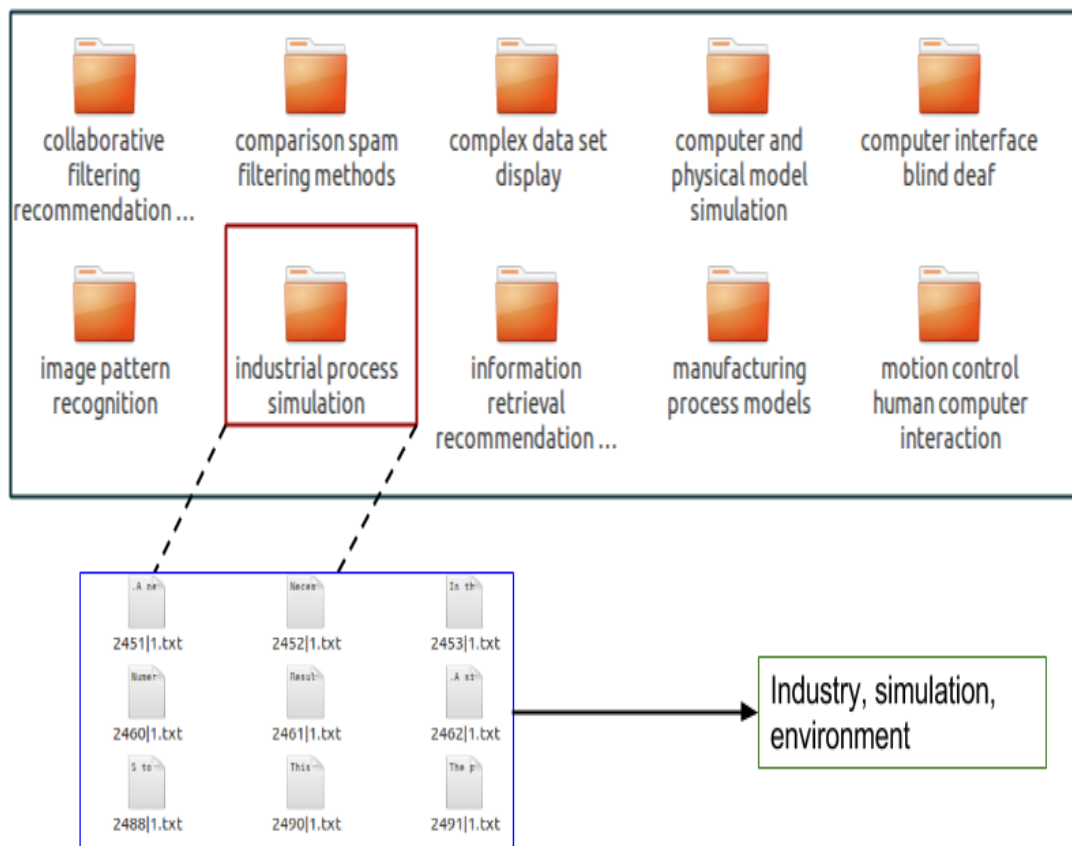 collaborative
filtering
recommendation ...
comparison spam
filtering methods
complex data set
display
computer and
physical model
simulation
computer interface
blind deaf
image pattern
recognition
industrial process
simulation
information
retrieval
recommendation ...
manufacturing
process models
motion control
human computer
interaction
.A ne
Neces
In th
2451|1.txt
2452|1.txt
2453|1.txt
Numer
Resul
.A si
2460|1.txt
2461|1.txt
2462|1.txt
S to
This
The p
2488|1.txt
2490|1.txt
2491|1.txt
Industry, simulation,
environment